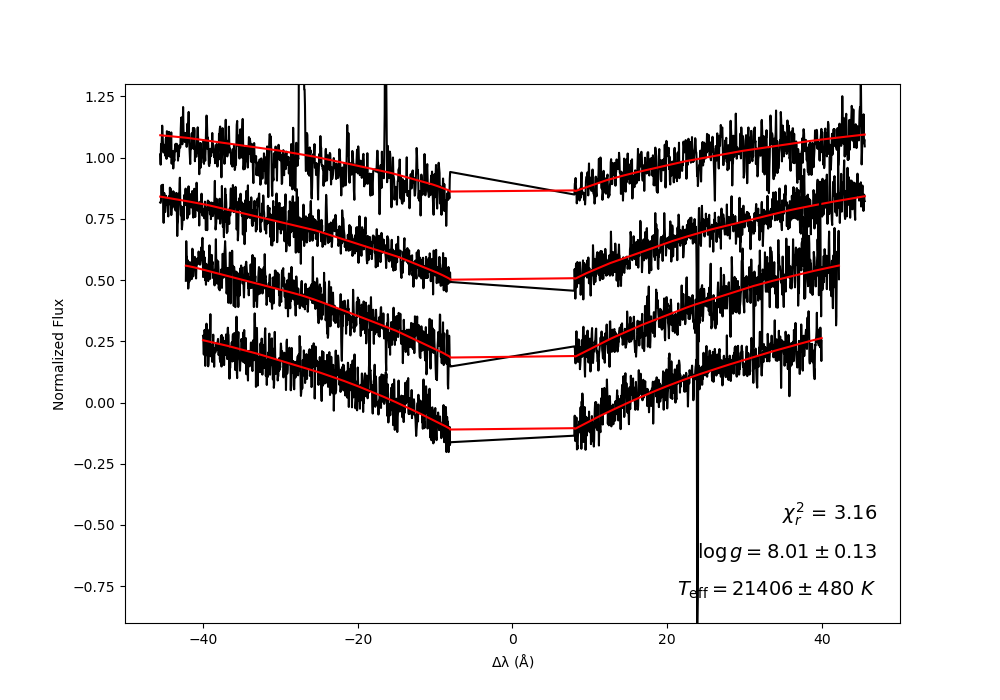 1.25
1.00
0.75
0.50
0.25
0.00
−0.25
−0.50
−0.75
Normalized Flux
χ²ᵣ = 3.16
log g = 8.01 ± 0.13
T_eff = 21406 ± 480 K
−40 −20 0 20 40
Δλ (Å)